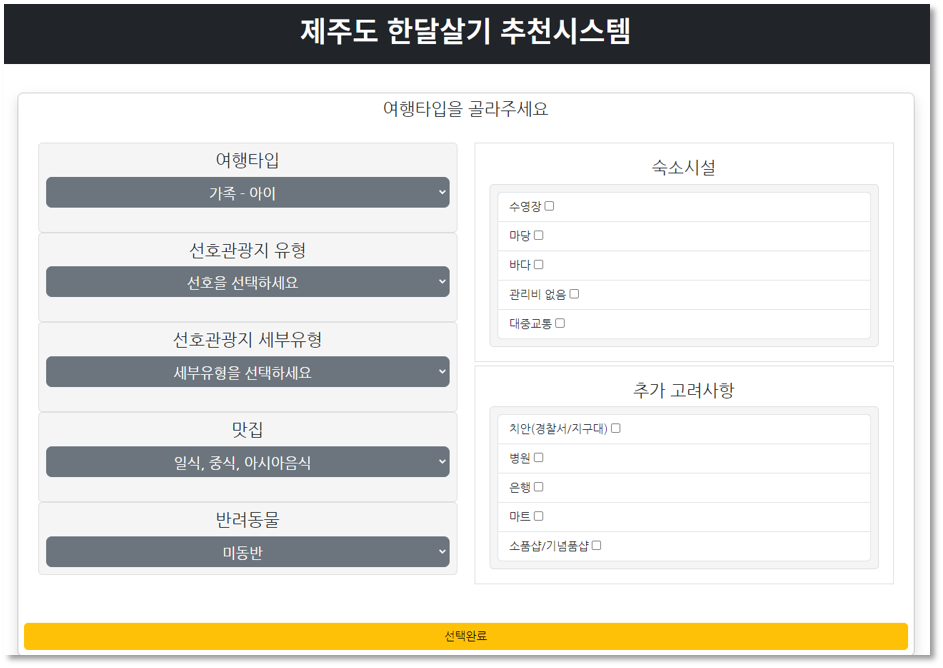 제주도 한달살기 추천시스템
여행타입을 골라주세요
여행타입
가족 - 아이
선호관광지 유형
선호을 선택하세요
선호관광지 세부유형
세부유형을 선택하세요
맛집
일식, 중식, 아시아음식
반려동물
미동반
숙소시설
수영장
마당
바다
관리비 없음
대중교통
추가 고려사항
치안(경찰서/지구대)
병원
은행
마트
소품샵/기념품샵
선택완료